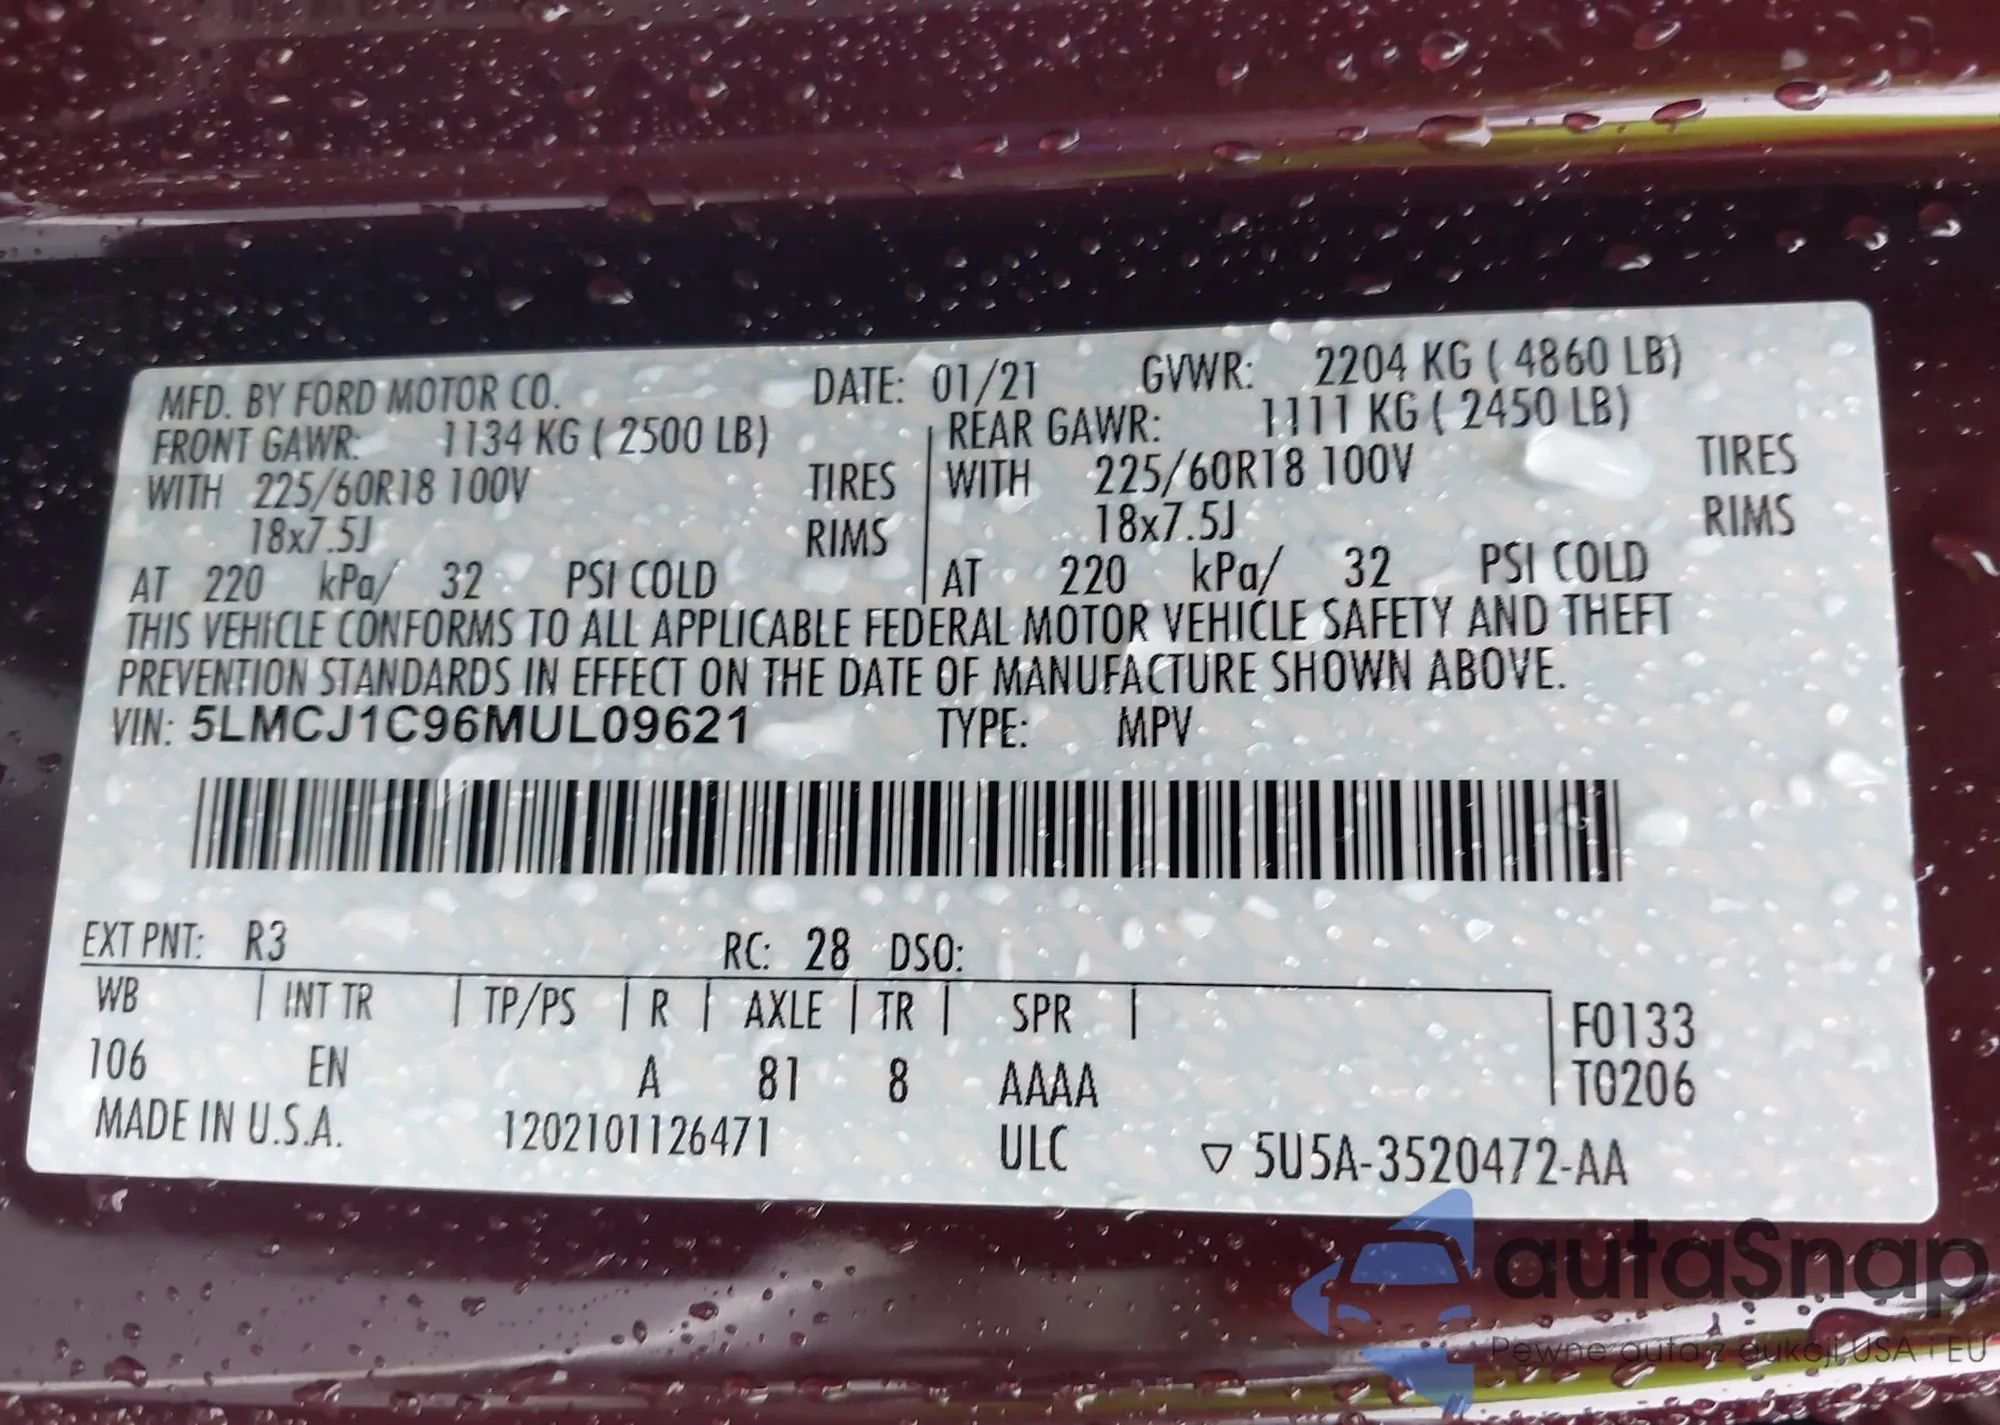 MFD. BY FORD MOTOR CO. DATE: 01/21 GVWR: 2204 KG ( 4860 LB)
FRONT GAWR: 1134 KG ( 2500 LB) REAR GAWR: 1111 KG ( 2450 LB)
WITH 225/60R18 100V TIRES WITH 225/60R18 100V TIRES
18x7.5J RIMS 18x7.5J RIMS
AT 220 kPa/ 32 PSI COLD AT 220 kPa/ 32 PSI COLD
THIS VEHICLE CONFORMS TO ALL APPLICABLE FEDERAL MOTOR VEHICLE SAFETY AND THEFT
PREVENTION STANDARDS IN EFFECT ON THE DATE OF MANUFACTURE SHOWN ABOVE.
VIN: 5LMCJ1C96MUL09621 TYPE: MPV
EXT PNT: R3 RC: 28 DSO:
WB INT TR TP/PS R AXLE TR SPR F0133
106 EN A 81 8 AAAA T0206
MADE IN U.S.A. 1202101126471 ULC ▽ 5U5A-3520472-AA
autaSnap
Pewne auta z aukcji USA i EU